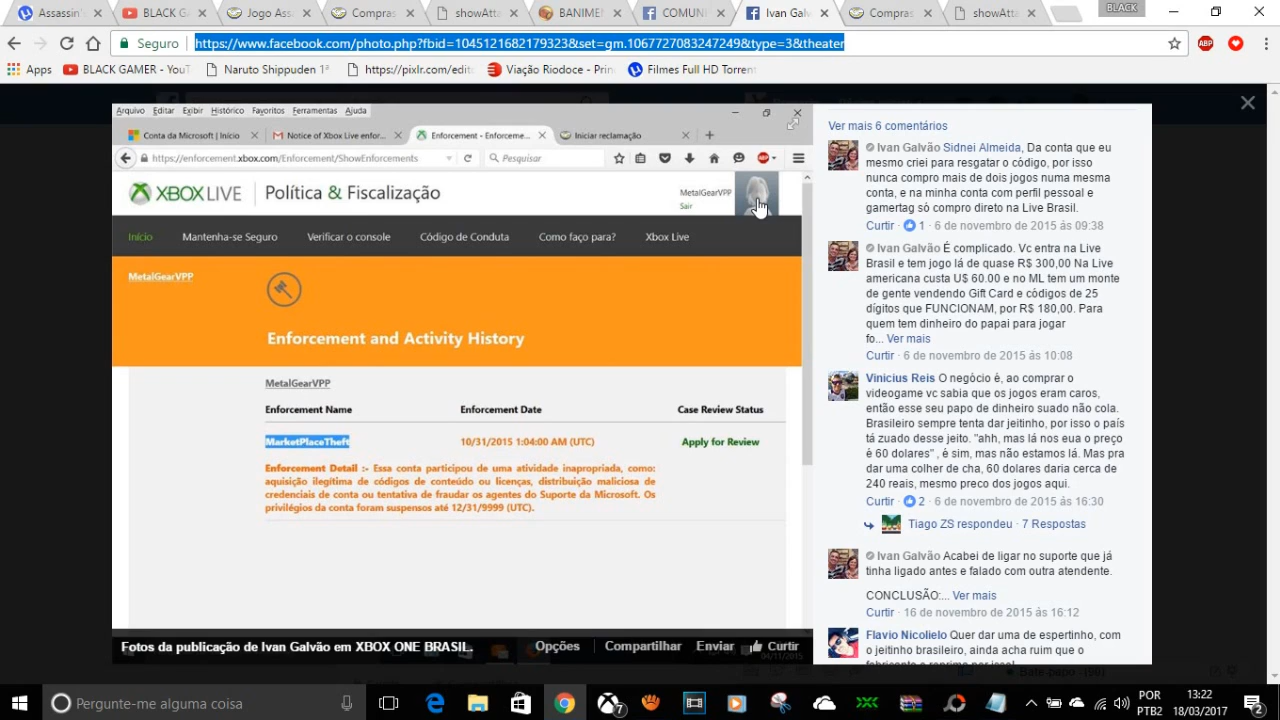 Assassin'
BLACK G
Jogo Ass
Compras
showAtta
BANIMEN
COMUNI
Ivan Galv
Compras
showAtta
BLACK
Seguro
https://www.facebook.com/photo.php?fbid=1045121682179323&set=gm.1067727083247249&type=3&theater
Apps
BLACK GAMER - YouT
Naruto Shippuden 1ª
https://pixlr.com/edito
Viação Riodoce - Prin
Filmes Full HD Torrent
Arquivo Editar Exibir Histórico Favoritos Ferramentas Ajuda
Conta da Microsoft | Início
Notice of Xbox Live enfor...
Enforcement - Enforceme...
Iniciar reclamação
https://enforcement.xbox.com/Enforcement/ShowEnforcements
Pesquisar
XBOX LIVE
Política & Fiscalização
MetalGearVPP
Sair
Início
Mantenha-se Seguro
Verificar o console
Código de Conduta
Como faço para?
Xbox Live
MetalGearVPP
Enforcement and Activity History
MetalGearVPP
Enforcement Name
Enforcement Date
Case Review Status
MarketPlaceTheft
10/31/2015 1:04:00 AM (UTC)
Apply for Review
Enforcement Detail :- Essa conta participou de uma atividade inapropriada, como:
aquisição ilegítima de códigos de conteúdo ou licenças, distribuição maliciosa de
credenciais de conta ou tentativa de fraudar os agentes do Suporte da Microsoft. Os
privilégios da conta foram suspensos até 12/31/9999 (UTC).
Fotos da publicação de Ivan Galvão em XBOX ONE BRASIL.
Opções
Compartilhar
Enviar
Curtir
04/11/2015
Ver mais 6 comentários
Ivan Galvão Sidnei Almeida, Da conta que eu
mesmo criei para resgatar o código, por isso
nunca compro mais de dois jogos numa mesma
conta, e na minha conta com perfil pessoal e
gamertag só compro direto na Live Brasil.
Curtir · 1 · 6 de novembro de 2015 às 09:38
Ivan Galvão É complicado. Vc entra na Live
Brasil e tem jogo lá de quase R$ 300,00 Na Live
americana custa U$ 60.00 e no ML tem um monte
de gente vendendo Gift Card e códigos de 25
dígitos que FUNCIONAM, por R$ 180,00. Para
quem tem dinheiro do papai para jogar
fo... Ver mais
Curtir · 6 de novembro de 2015 às 10:08
Vinicius Reis O negócio é, ao comprar o
videogame vc sabia que os jogos eram caros,
então esse seu papo de dinheiro suado não cola.
Brasileiro sempre tenta dar jeitinho, por isso o país
tá zuado desse jeito. "ahh, mas lá nos eua o preço
é 60 dolares" , é sim, mas não estamos lá. Mas pra
dar uma colher de cha, 60 dolares daria cerca de
240 reais, mesmo preco dos jogos aqui.
Curtir · 2 · 6 de novembro de 2015 às 16:30
Tiago ZS respondeu · 7 Respostas
Ivan Galvão Acabei de ligar no suporte que já
tinha ligado antes e falado com outra atendente.
CONCLUSÃO:... Ver mais
Curtir · 16 de novembro de 2015 às 16:12
Flavio Nicolielo Quer dar uma de espertinho, com
o jeitinho brasileiro, ainda acha ruim que o
Bate-papo (99)
Pergunte-me alguma coisa
7
POR
PTB2
13:22
18/03/2017
2